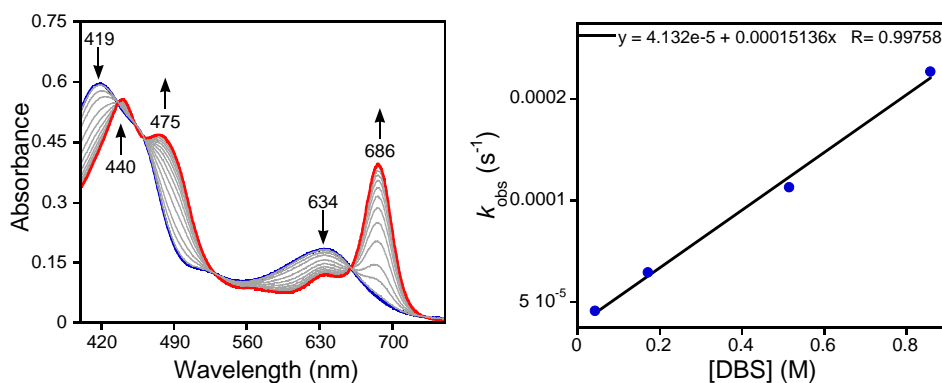 0.75
0.6
0.45
0.3
0.15
0
Absorbance
419
440
475
634
686
420 490 560 630 700
Wavelength (nm)
y = 4.132e-5 + 0.00015136x R= 0.99758
0.0002
0.0001
5 10⁻⁵
k_obs (s⁻¹)
0 0.2 0.4 0.6 0.8 1
[DBS] (M)